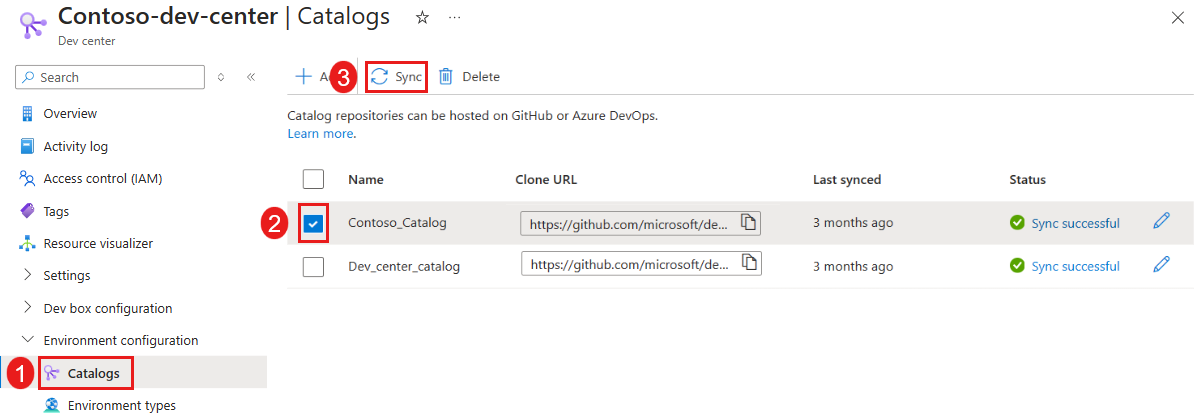 Contoso-dev-center | Catalogs ☆ ...
Dev center
Search
Overview
Activity log
Access control (IAM)
Tags
Resource visualizer
Settings
Dev box configuration
Environment configuration
1 Catalogs
Environment types
3 Sync Delete
Catalog repositories can be hosted on GitHub or Azure DevOps.
Learn more.
Name Clone URL Last synced Status
2 Contoso_Catalog https://github.com/microsoft/de... 3 months ago Sync successful
Dev_center_catalog https://github.com/microsoft/de... 3 months ago Sync successful